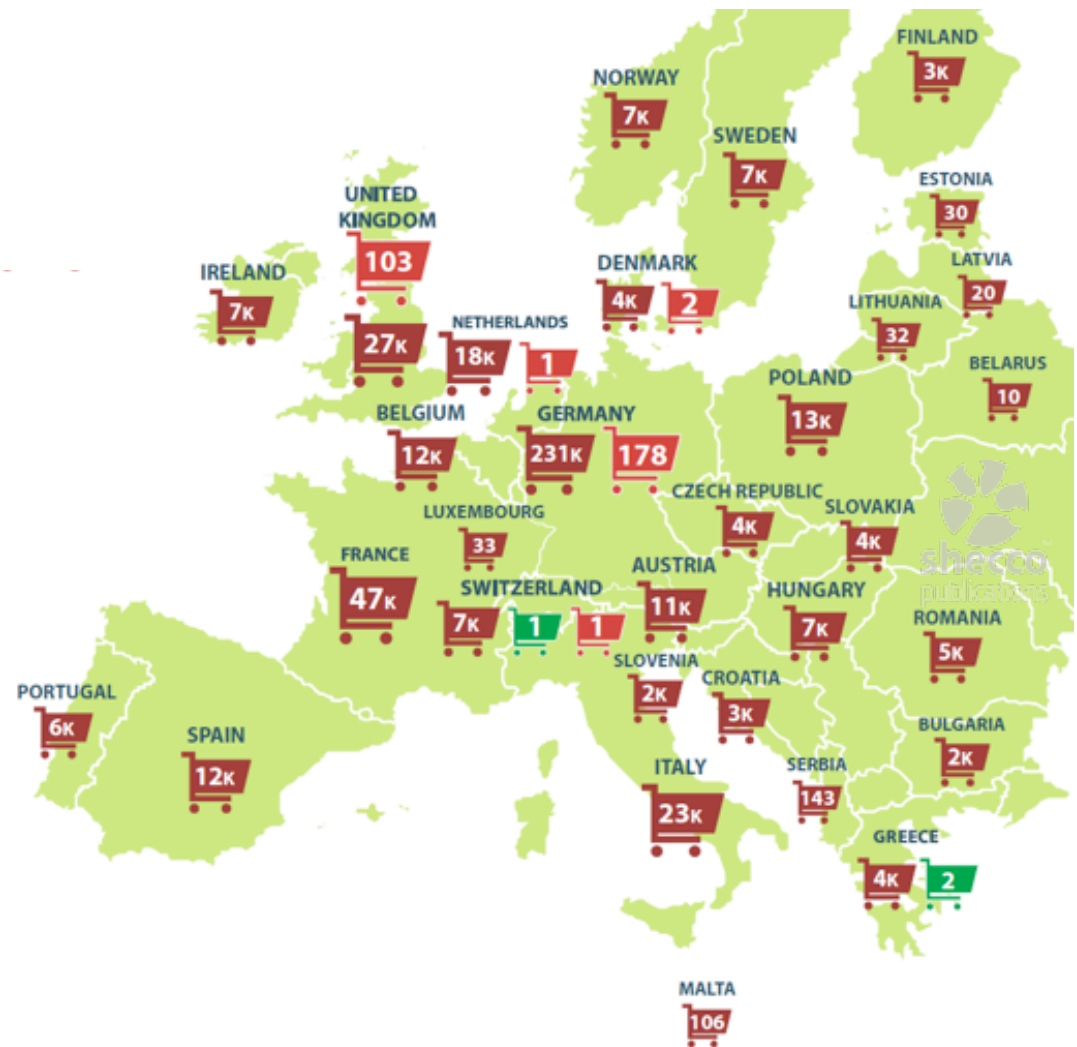 FINLAND
3K
NORWAY
7K
SWEDEN
7K
ESTONIA
30
UNITED
KINGDOM
103
27K
IRELAND
7K
DENMARK
4K
2
LATVIA
20
LITHUANIA
32
NETHERLANDS
18K
1
BELARUS
10
POLAND
13K
BELGIUM
12K
GERMANY
231K
178
CZECH REPUBLIC
4K
SLOVAKIA
4K
shecco
publications
LUXEMBOURG
33
FRANCE
47K
SWITZERLAND
7K
1
1
AUSTRIA
11K
HUNGARY
7K
ROMANIA
5K
SLOVENIA
2K
CROATIA
3K
PORTUGAL
6K
SPAIN
12K
BULGARIA
2K
ITALY
23K
SERBIA
143
GREECE
4K
2
MALTA
106